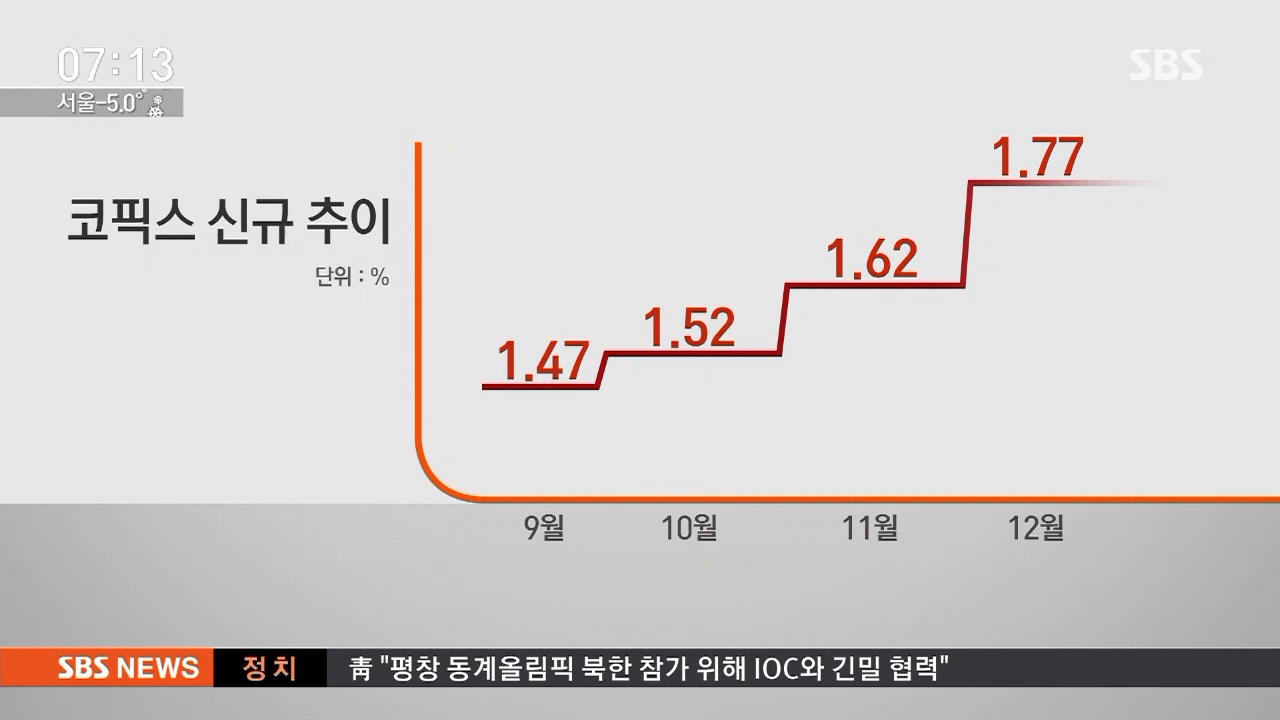 07:13
SBS
서울-5.0°
코픽스 신규 추이
단위 : %
1.77
1.62
1.52
1.47
9월 10월 11월 12월
SBS NEWS 정치 靑 "평창 동계올림픽 북한 참가 위해 IOC와 긴밀 협력"